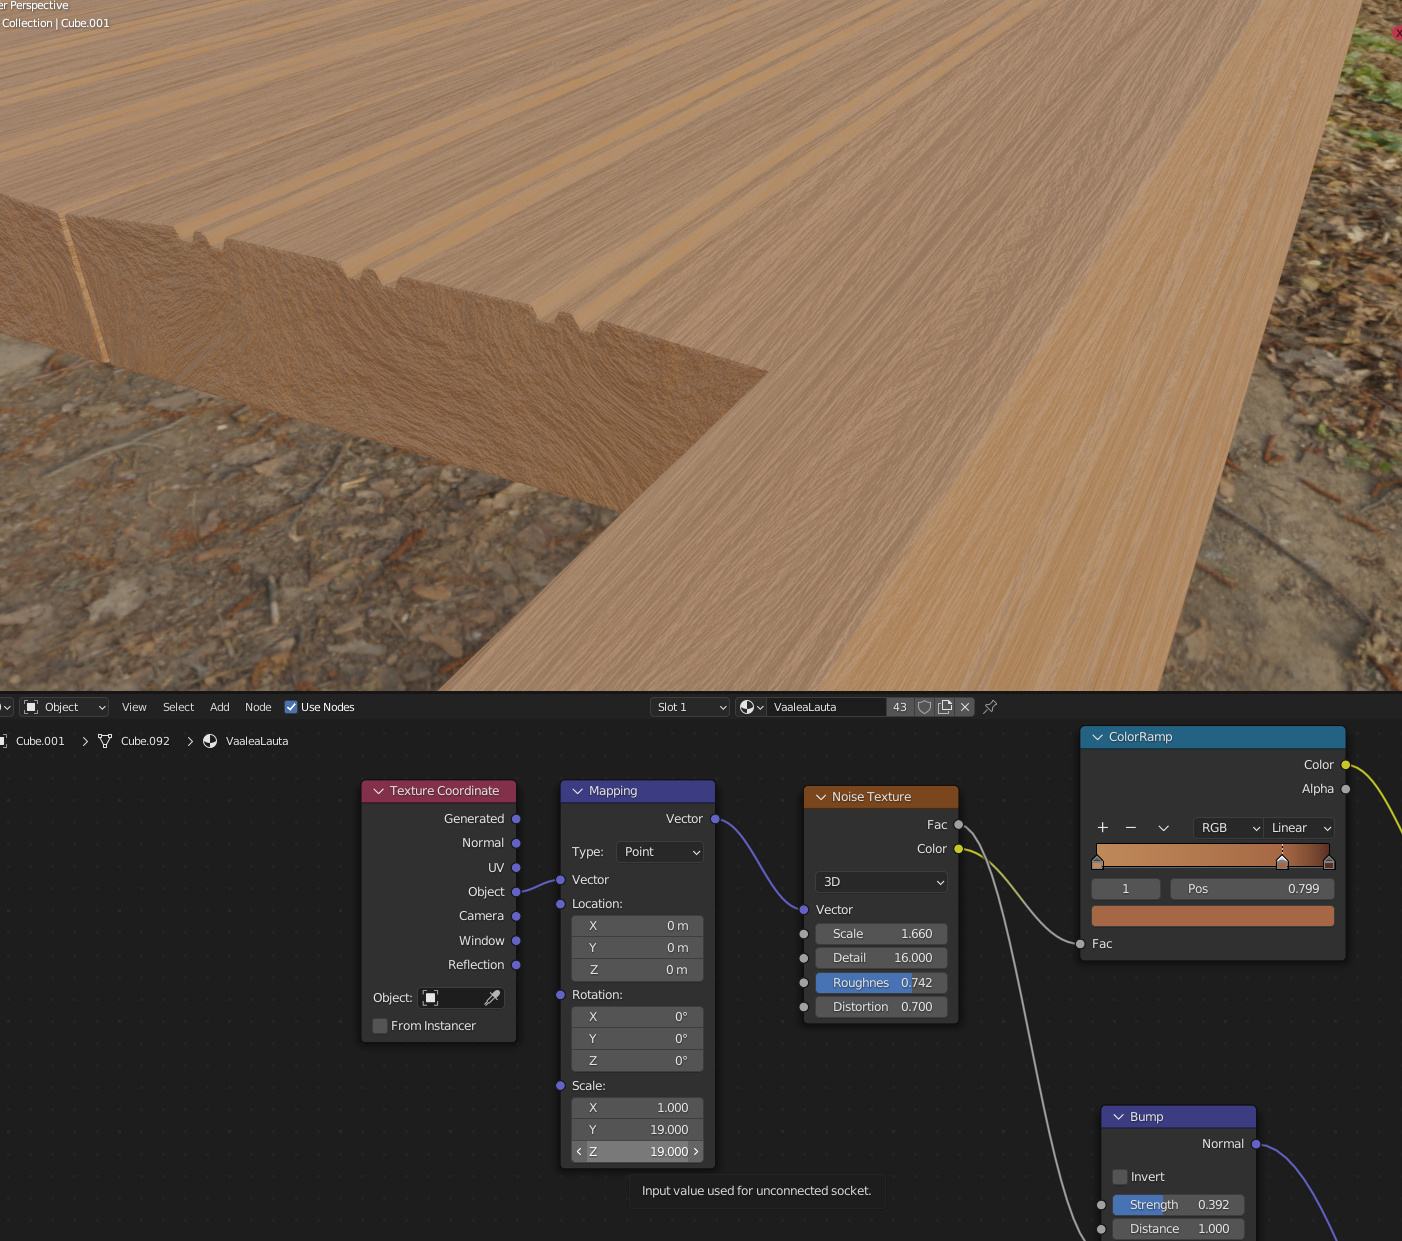 er Perspective
Collection | Cube.001
Object
View
Select
Add
Node
Use Nodes
Slot 1
VaaleaLauta
43
Cube.001
Cube.092
VaaleaLauta
Texture Coordinate
Generated
Normal
UV
Object
Camera
Window
Reflection
Object:
From Instancer
Mapping
Vector
Type:
Point
Vector
Location:
X 0 m
Y 0 m
Z 0 m
Rotation:
X 0°
Y 0°
Z 0°
Scale:
X 1.000
Y 19.000
Z 19.000
Input value used for unconnected socket.
Noise Texture
Fac
Color
3D
Vector
Scale 1.660
Detail 16.000
Roughnes 0.742
Distortion 0.700
ColorRamp
Color
Alpha
RGB
Linear
1
Pos 0.799
Fac
Bump
Normal
Invert
Strength 0.392
Distance 1.000